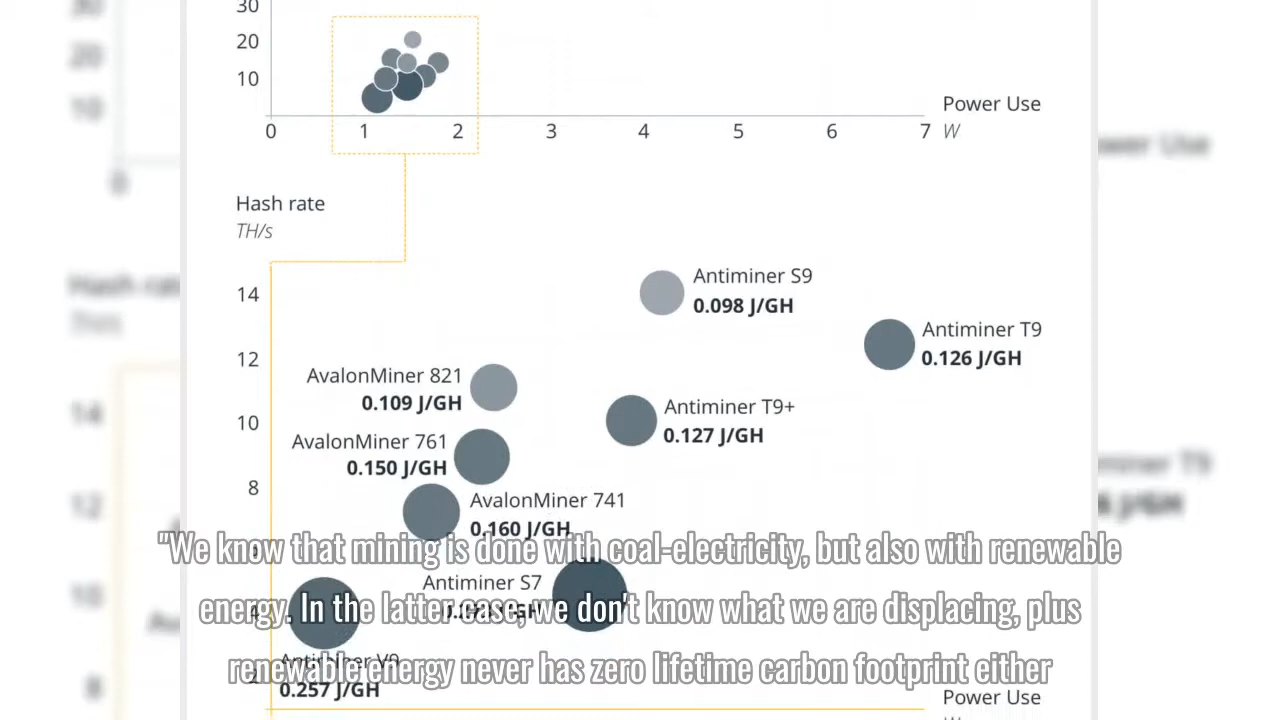 30
20
10
0 1 2 3 4 5 6 7
Power Use
W
Hash rate
TH/s
14
12
10
8
Antiminer S9
0.098 J/GH
Antiminer T9
0.126 J/GH
AvalonMiner 821
0.109 J/GH
Antiminer T9+
0.127 J/GH
AvalonMiner 761
0.150 J/GH
AvalonMiner 741
0.160 J/GH
Antiminer S7
Antiminer V9
0.257 J/GH
Power Use
"We know that mining is done with coal-electricity, but also with renewable
energy. In the latter case, we don't know what we are displacing, plus
renewable energy never has zero lifetime carbon footprint either